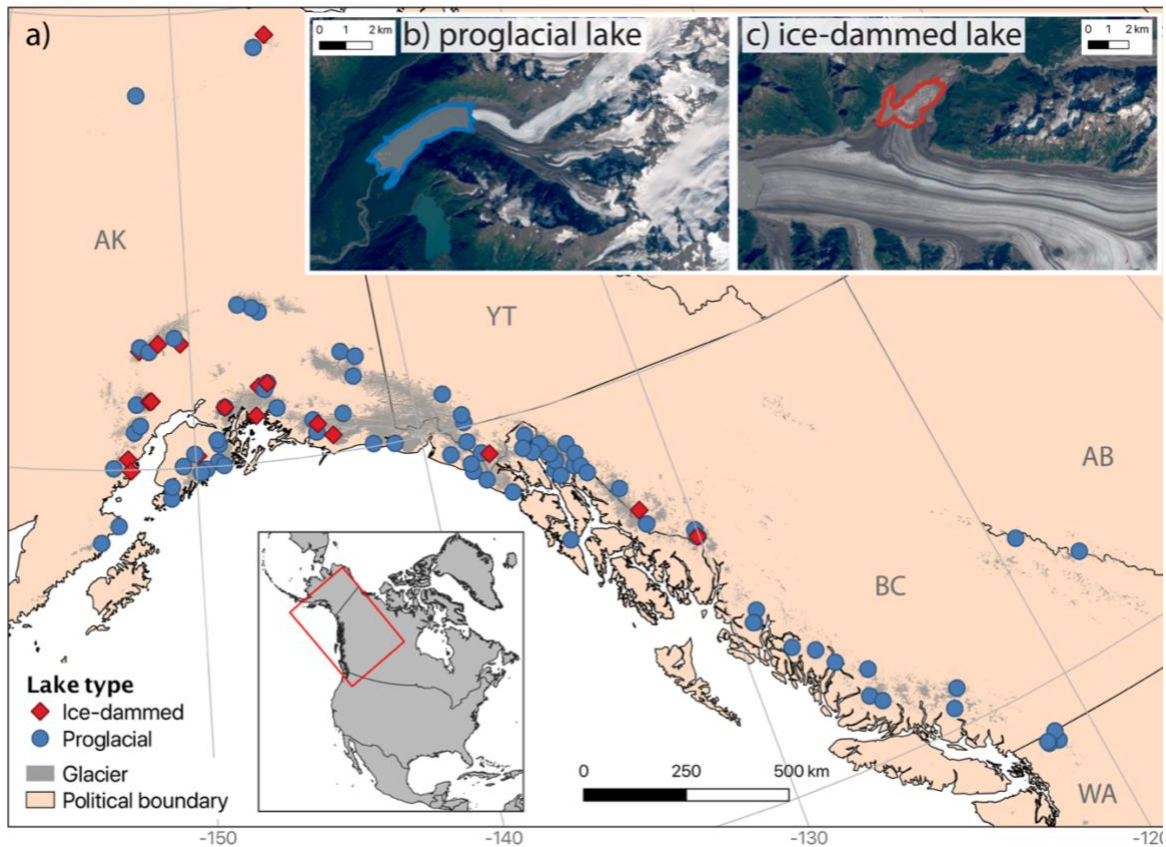 a)
0 1 2 km
b) proglacial lake
c) ice-dammed lake
0 1 2 km
AK
YT
AB
BC
WA
Lake type
Ice-dammed
Proglacial
Glacier
Political boundary
0 250 500 km
-150 -140 -130 -120